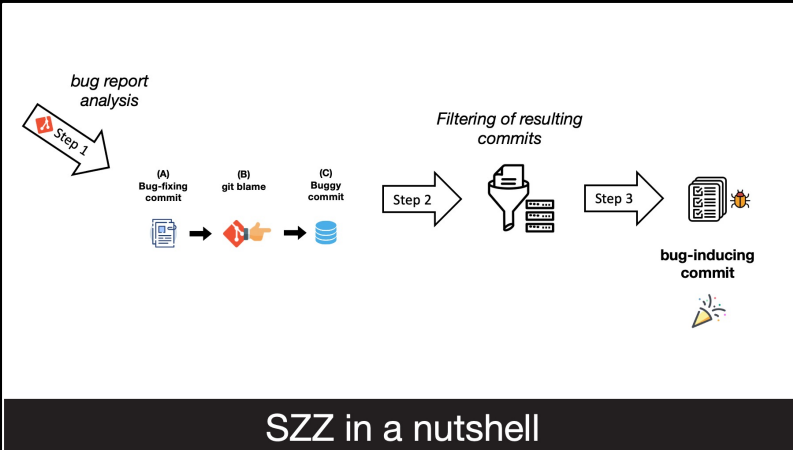 bug report
analysis
Step 1
(A)
Bug-fixing
commit
(B)
git blame
(C)
Buggy
commit
Step 2
Filtering of resulting
commits
Step 3
bug-inducing
commit
SZZ in a nutshell